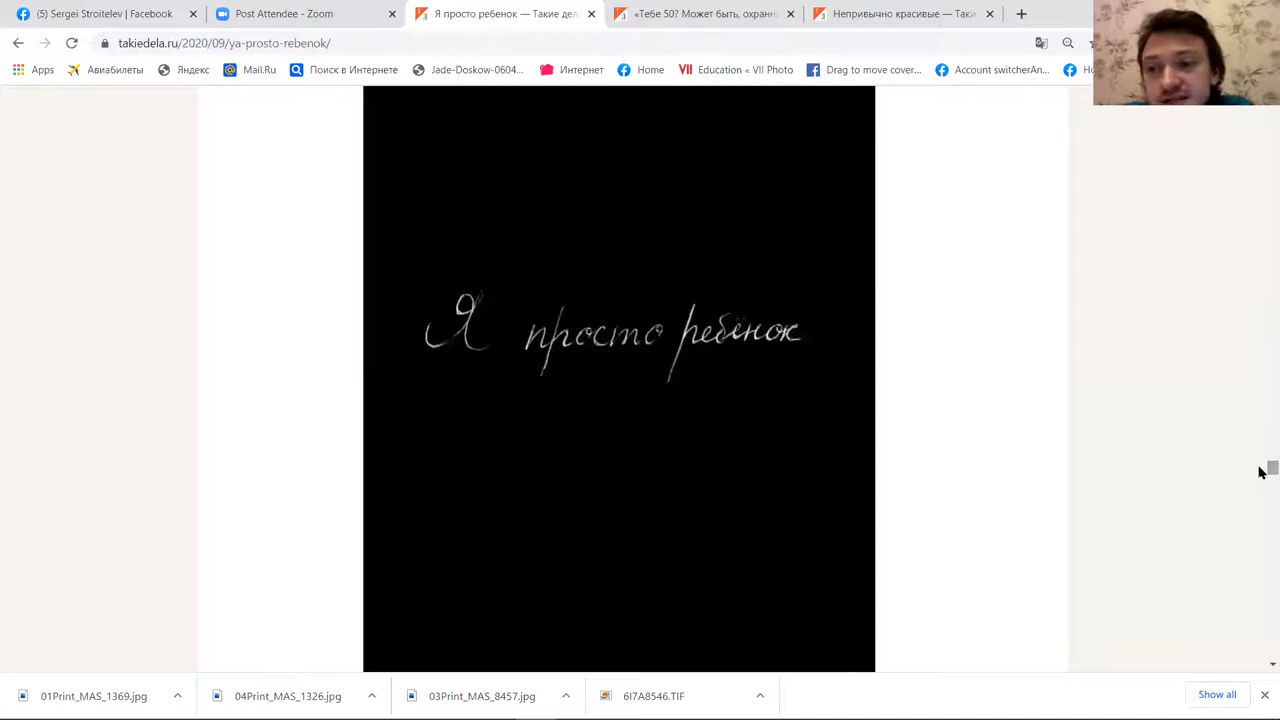 (5) Sergei Stroitelev | Facebook
Post Attendee - Zoom
Я просто ребенок — Такие дел
«Тебе 50? Может быть, охранн
Непривычно красивые — Таки
takiedela.ru/2020/09/ya-prosto-rebenok/
Apps
Авиабилеты
Яндекс
Mail.Ru
Поиск в Интернете
Jade-Doskow-0604...
Интернет
Home
VII Education « VII Photo
Drag to move cover...
Account switcherAn...
Я просто ребёнок
01Print_MAS_1369.jpg
04Print_MAS_1326.jpg
03Print_MAS_8457.jpg
6I7A8546.TIF
Show all